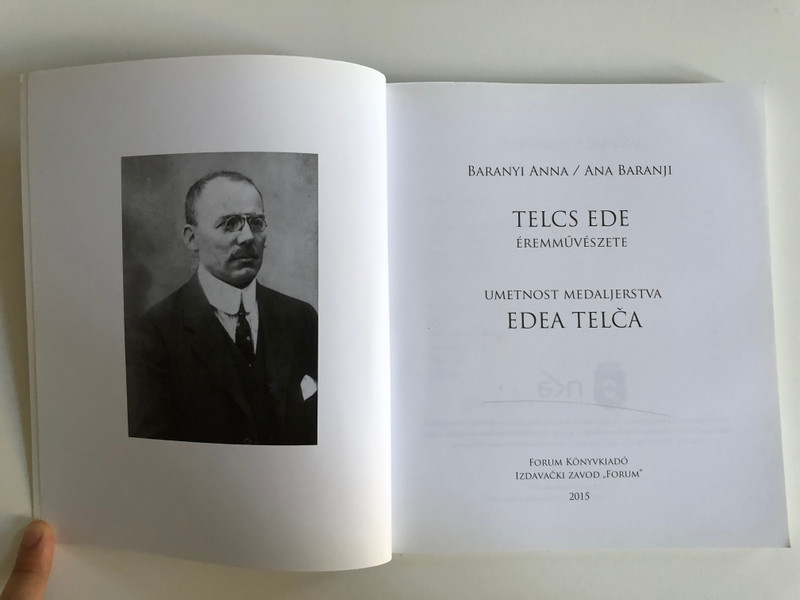 Baranyi Anna / Ana Baranji
TELCS EDE
ÉREMMŰVÉSZETE
UMETNOST MEDALJERSTVA
EDEA TELČA
Forum Könyvkiadó
Izdavački zavod „Forum”
2015